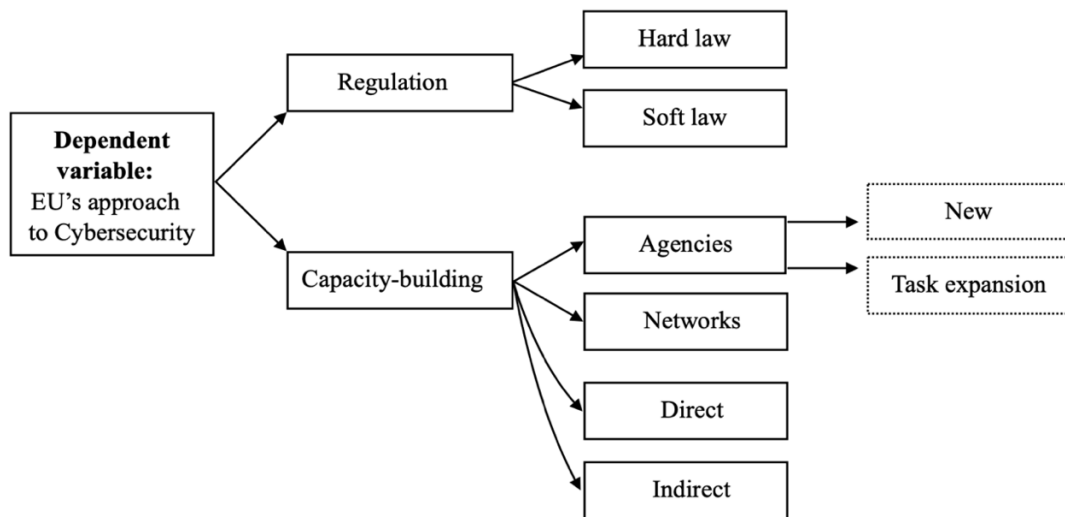 Dependent
variable:
EU's approach
to Cybersecurity
Regulation
Hard law
Soft law
Capacity-building
Agencies
New
Task expansion
Networks
Direct
Indirect